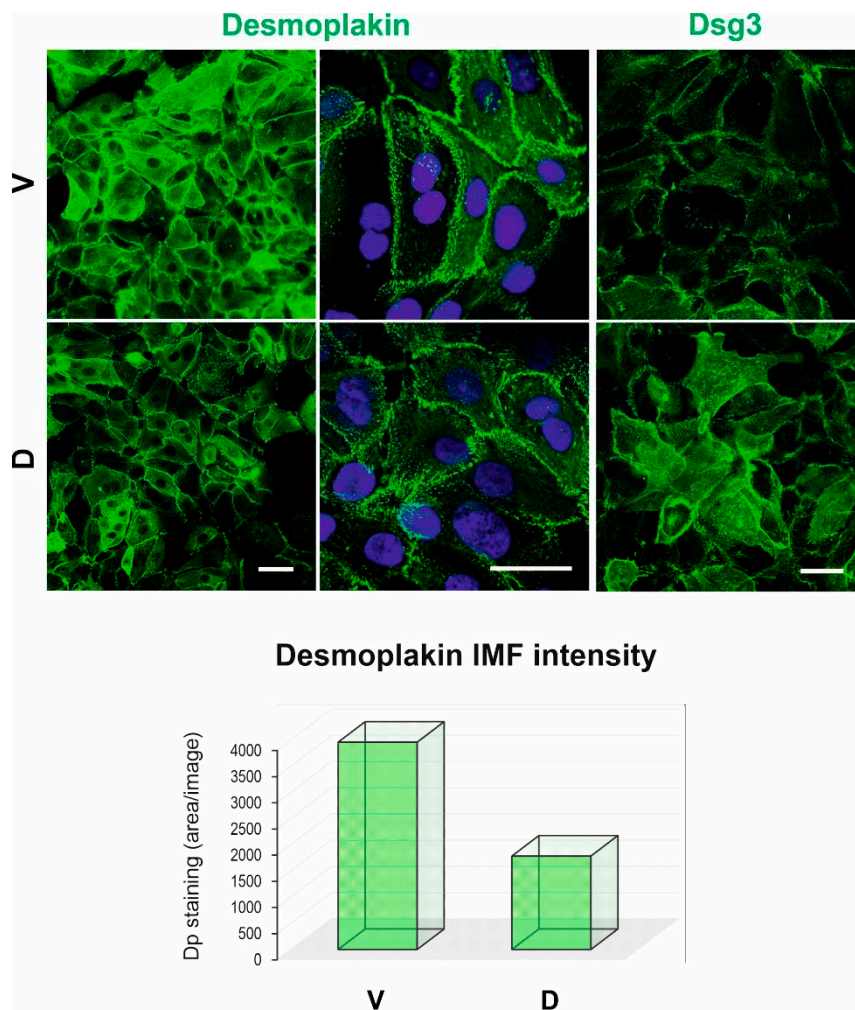 Desmoplakin Dsg3
V
D
Desmoplakin IMF intensity
Dp staining (area/image)
4000
3500
3000
2500
2000
1500
1000
500
0
V D